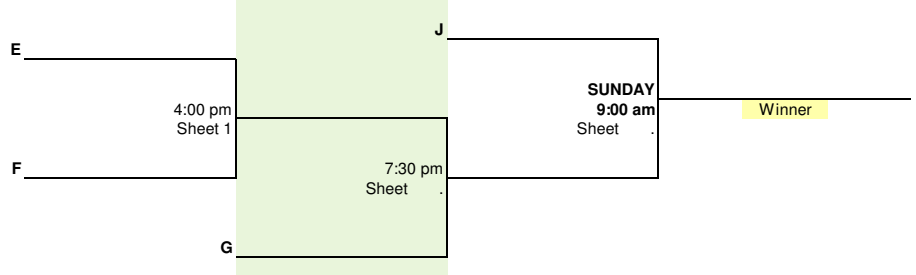 J
E
SUNDAY
4:00 pm
9:00 am
Winner
Sheet 1
Sheet .
F
7:30 pm
Sheet .
G